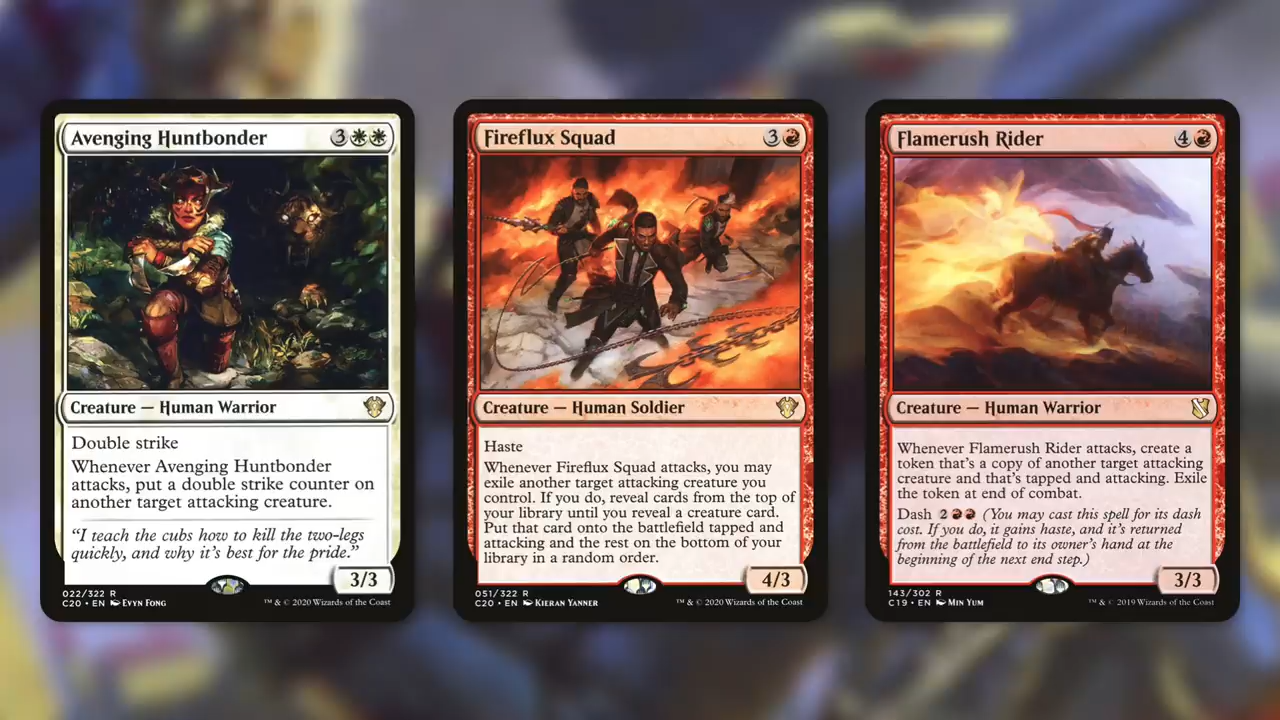 Avenging Huntbonder
3
Creature — Human Warrior
Double strike
Whenever Avenging Huntbonder
attacks, put a double strike counter on
another target attacking creature.
“I teach the cubs how to kill the two-legs
quickly, and why it’s best for the pride.”
3/3
022/322 R
C20 • EN Evyn Fong
™ & © 2020 Wizards of the Coast
Fireflux Squad
3
Creature — Human Soldier
Haste
Whenever Fireflux Squad attacks, you may
exile another target attacking creature you
control. If you do, reveal cards from the top of
your library until you reveal a creature card.
Put that card onto the battlefield tapped and
attacking and the rest on the bottom of your
library in a random order.
4/3
051/322 R
C20 • EN Kieran Yanner
™ & © 2020 Wizards of the Coast
Flamerush Rider
4
Creature — Human Warrior
Whenever Flamerush Rider attacks, create a
token that’s a copy of another target attacking
creature and that’s tapped and attacking. Exile
the token at end of combat.
Dash 2 (You may cast this spell for its dash
cost. If you do, it gains haste, and it’s returned
from the battlefield to its owner’s hand at the
beginning of the next end step.)
3/3
143/302 R
C19 • EN Min Yum
™ & © 2019 Wizards of the Coast